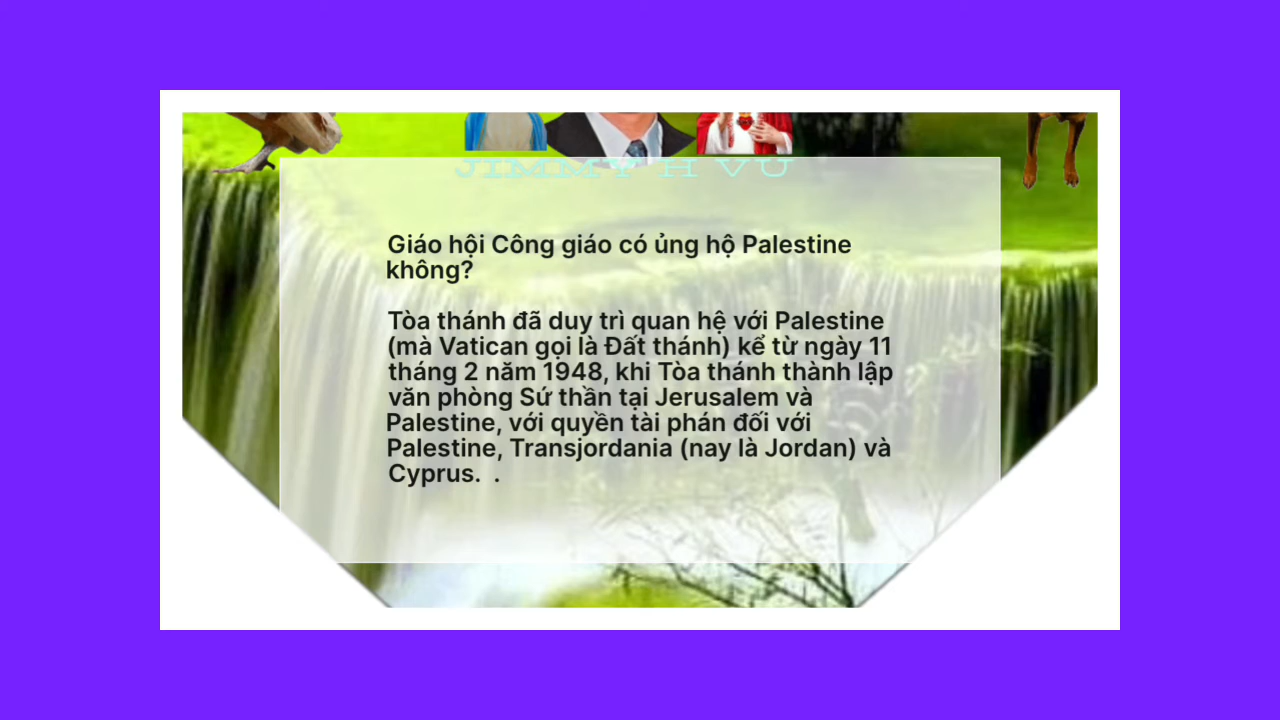 JIMMY H VU
Giáo hội Công giáo có ủng hộ Palestine
không?
Tòa thánh đã duy trì quan hệ với Palestine
(mà Vatican gọi là Đất thánh) kể từ ngày 11
tháng 2 năm 1948, khi Tòa thánh thành lập
văn phòng Sứ thần tại Jerusalem và
Palestine, với quyền tài phán đối với
Palestine, Transjordania (nay là Jordan) và
Cyprus.  .